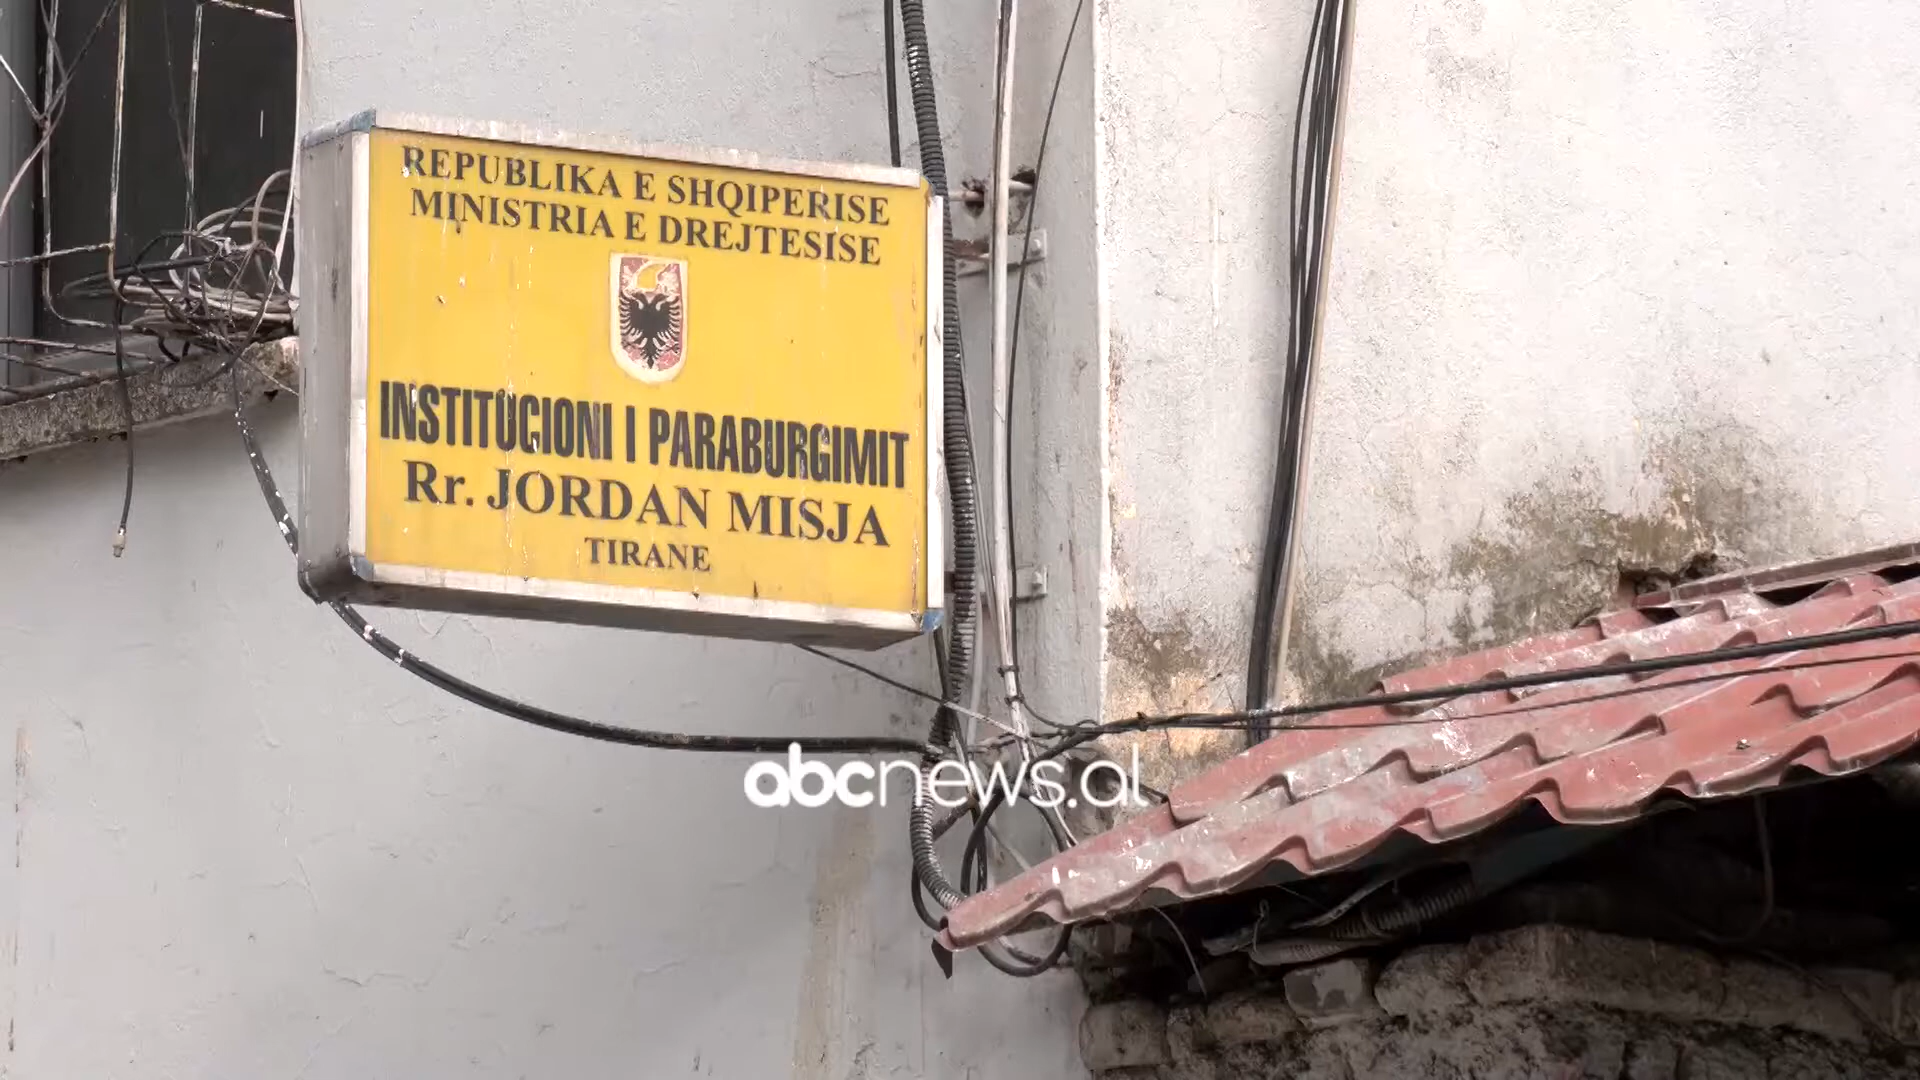 REPUBLIKA E SHQIPERISE
MINISTRIA E DREJTESISE
INSTITUCIONI I PARABURGIMIT
Rr. JORDAN MISJA
TIRANE
abcnews.al